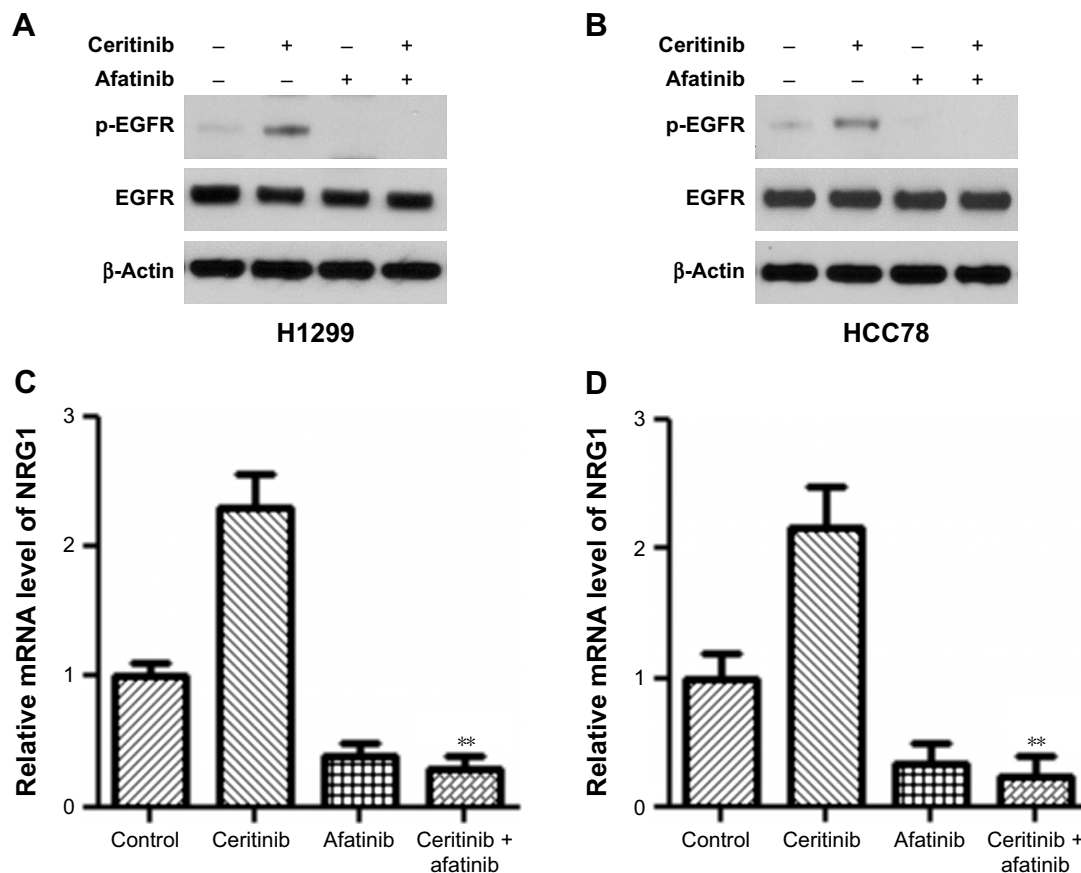 A
Ceritinib – + – +
Afatinib – – + +
p-EGFR
EGFR
β-Actin
H1299
B
Ceritinib – + – +
Afatinib – – + +
p-EGFR
EGFR
β-Actin
HCC78
C
Relative mRNA level of NRG1
3
2
1
0
**
Control Ceritinib Afatinib Ceritinib +
afatinib
D
Relative mRNA level of NRG1
3
2
1
0
**
Control Ceritinib Afatinib Ceritinib +
afatinib